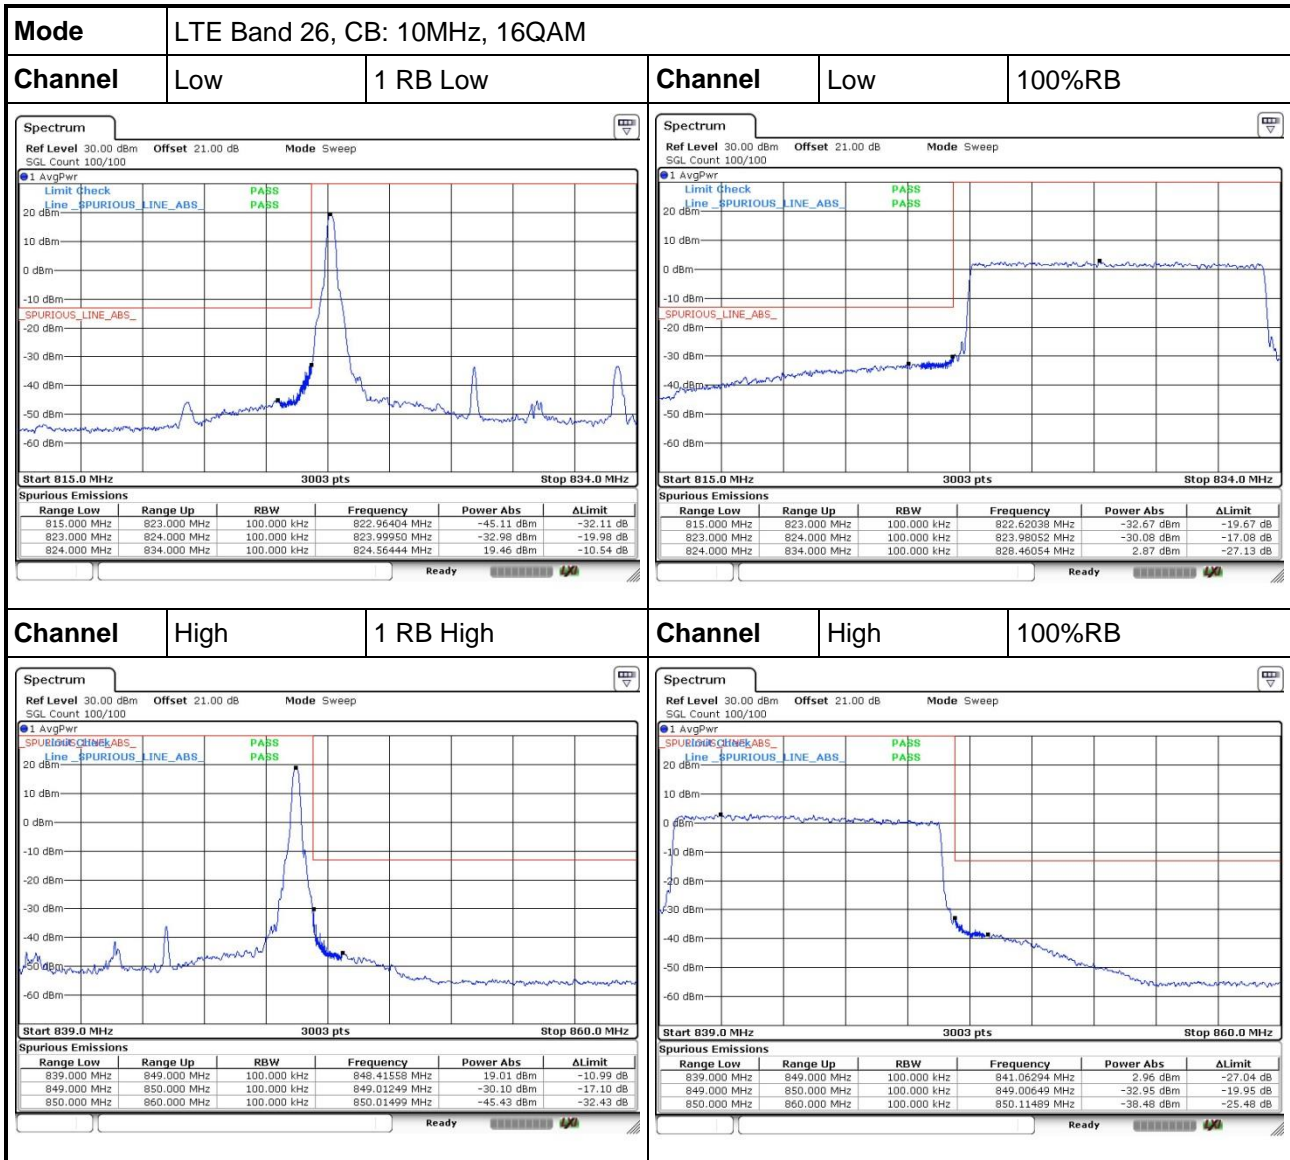 Mode LTE Band 26, CB: 10MHz, 16QAM
Channel Low 1 RB Low Channel Low 100%RB
Spectrum
Ref Level 30.00 dBm Offset 21.00 dB Mode Sweep
SGL Count 100/100
1 AvgPwr
Limit Check PASS
Line _SPURIOUS_LINE_ABS_ PASS
20 dBm
10 dBm
0 dBm
-10 dBm
_SPURIOUS_LINE_ABS_
-20 dBm
-30 dBm
-40 dBm
-50 dBm
-60 dBm
Start 815.0 MHz 3003 pts Stop 834.0 MHz
Spurious Emissions
Range Low Range Up RBW Frequency Power Abs ΔLimit
815.000 MHz 823.000 MHz 100.000 kHz 822.96404 MHz -45.11 dBm -32.11 dB
823.000 MHz 824.000 MHz 100.000 kHz 823.99950 MHz -32.98 dBm -19.98 dB
824.000 MHz 834.000 MHz 100.000 kHz 824.56444 MHz 19.46 dBm -10.54 dB
Ready LXI
Spectrum
Ref Level 30.00 dBm Offset 21.00 dB Mode Sweep
SGL Count 100/100
1 AvgPwr
Limit Check PASS
Line _SPURIOUS_LINE_ABS_ PASS
20 dBm
10 dBm
0 dBm
-10 dBm
_SPURIOUS_LINE_ABS_
-20 dBm
-30 dBm
-40 dBm
-50 dBm
-60 dBm
Start 815.0 MHz 3003 pts Stop 834.0 MHz
Spurious Emissions
Range Low Range Up RBW Frequency Power Abs ΔLimit
815.000 MHz 823.000 MHz 100.000 kHz 822.62038 MHz -32.67 dBm -19.67 dB
823.000 MHz 824.000 MHz 100.000 kHz 823.98052 MHz -30.08 dBm -17.08 dB
824.000 MHz 834.000 MHz 100.000 kHz 828.46054 MHz 2.87 dBm -27.13 dB
Ready LXI
Channel High 1 RB High Channel High 100%RB
Spectrum
Ref Level 30.00 dBm Offset 21.00 dB Mode Sweep
SGL Count 100/100
1 AvgPwr
_SPURIOUS_LINE_ABS_
Limit Check PASS
Line _SPURIOUS_LINE_ABS_ PASS
20 dBm
10 dBm
0 dBm
-10 dBm
-20 dBm
-30 dBm
-40 dBm
-50 dBm
-60 dBm
Start 839.0 MHz 3003 pts Stop 860.0 MHz
Spurious Emissions
Range Low Range Up RBW Frequency Power Abs ΔLimit
839.000 MHz 849.000 MHz 100.000 kHz 848.41558 MHz 19.01 dBm -10.99 dB
849.000 MHz 850.000 MHz 100.000 kHz 849.01249 MHz -30.10 dBm -17.10 dB
850.000 MHz 860.000 MHz 100.000 kHz 850.01499 MHz -45.43 dBm -32.43 dB
Ready LXI
Spectrum
Ref Level 30.00 dBm Offset 21.00 dB Mode Sweep
SGL Count 100/100
1 AvgPwr
_SPURIOUS_LINE_ABS_
Limit Check PASS
Line _SPURIOUS_LINE_ABS_ PASS
20 dBm
10 dBm
0 dBm
-10 dBm
-20 dBm
-30 dBm
-40 dBm
-50 dBm
-60 dBm
Start 839.0 MHz 3003 pts Stop 860.0 MHz
Spurious Emissions
Range Low Range Up RBW Frequency Power Abs ΔLimit
839.000 MHz 849.000 MHz 100.000 kHz 841.06294 MHz 2.96 dBm -27.04 dB
849.000 MHz 850.000 MHz 100.000 kHz 849.00649 MHz -32.95 dBm -19.95 dB
850.000 MHz 860.000 MHz 100.000 kHz 850.11489 MHz -38.48 dBm -25.48 dB
Ready LXI